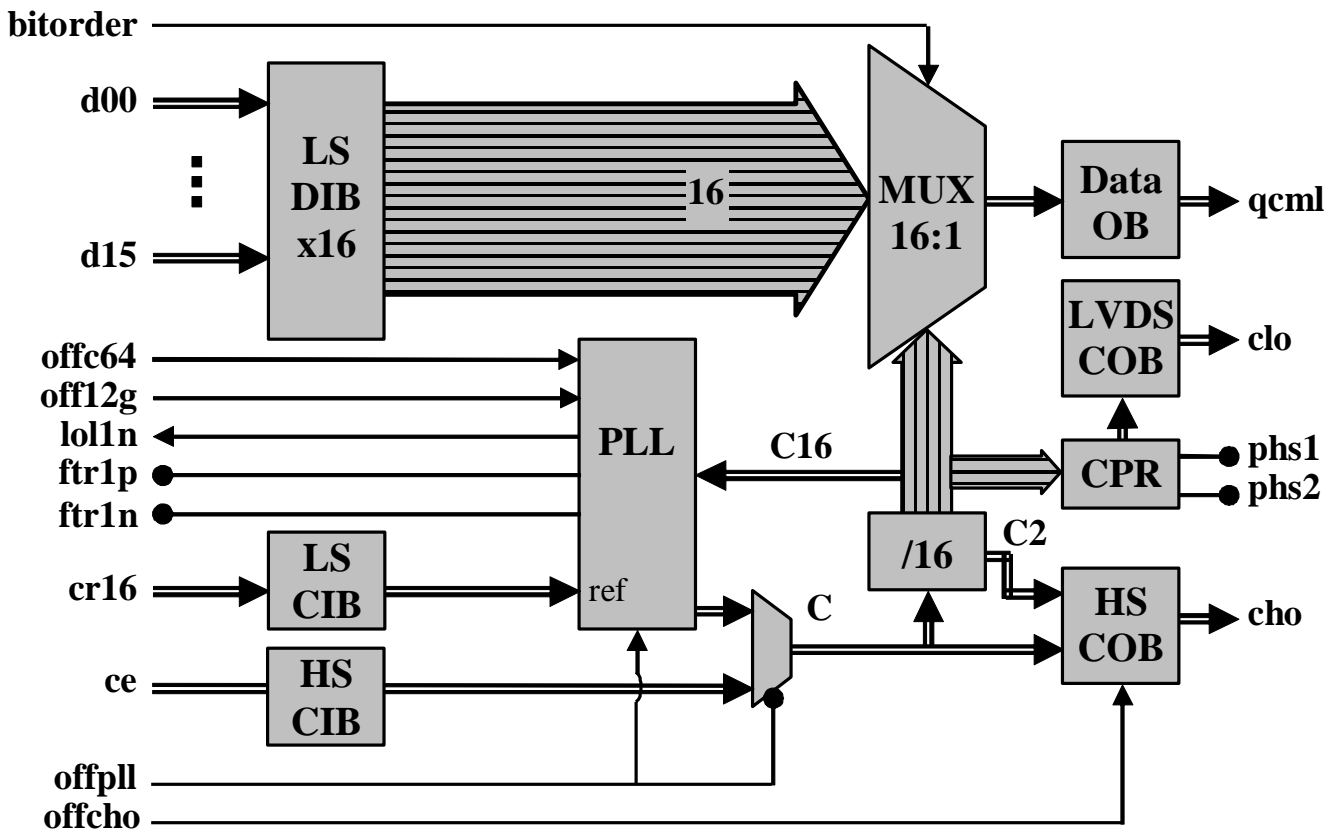 bitorder
d00
d15
LS
DIB
x16
16
MUX
16:1
Data
OB
qcml
LVDS
COB
clo
offc64
off12g
lol1n
ftr1p
ftr1n
PLL
ref
C16
CPR
phs1
phs2
/16
C2
cr16
LS
CIB
C
HS
COB
cho
ce
HS
CIB
offpll
offcho